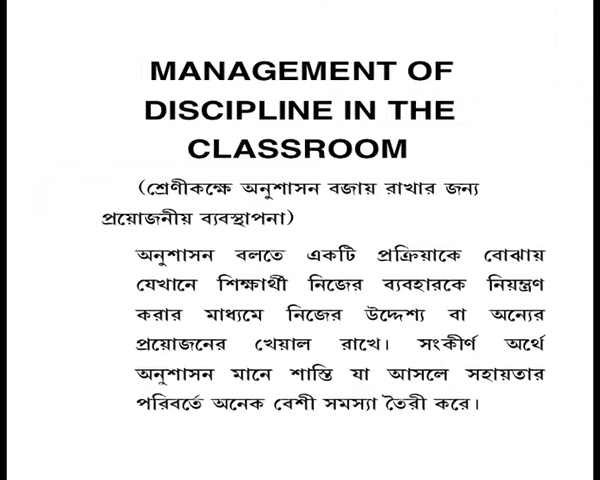 MANAGEMENT OF
DISCIPLINE IN THE
CLASSROOM
(শ্রেণীকক্ষে অনুশাসন বজায় রাখার জন্য
প্রয়োজনীয় ব্যবস্থাপনা)
অনুশাসন বলতে একটি প্রক্রিয়াকে বোঝায়
যেখানে শিক্ষার্থী নিজের ব্যবহারকে নিয়ন্ত্রণ
করার মাধ্যমে নিজের উদ্দেশ্য বা অন্যের
প্রয়োজনের খেয়াল রাখে। সংকীর্ণ অর্থে
অনুশাসন মানে শাস্তি যা আসলে সহায়তার
পরিবর্তে অনেক বেশী সমস্যা তৈরী করে।